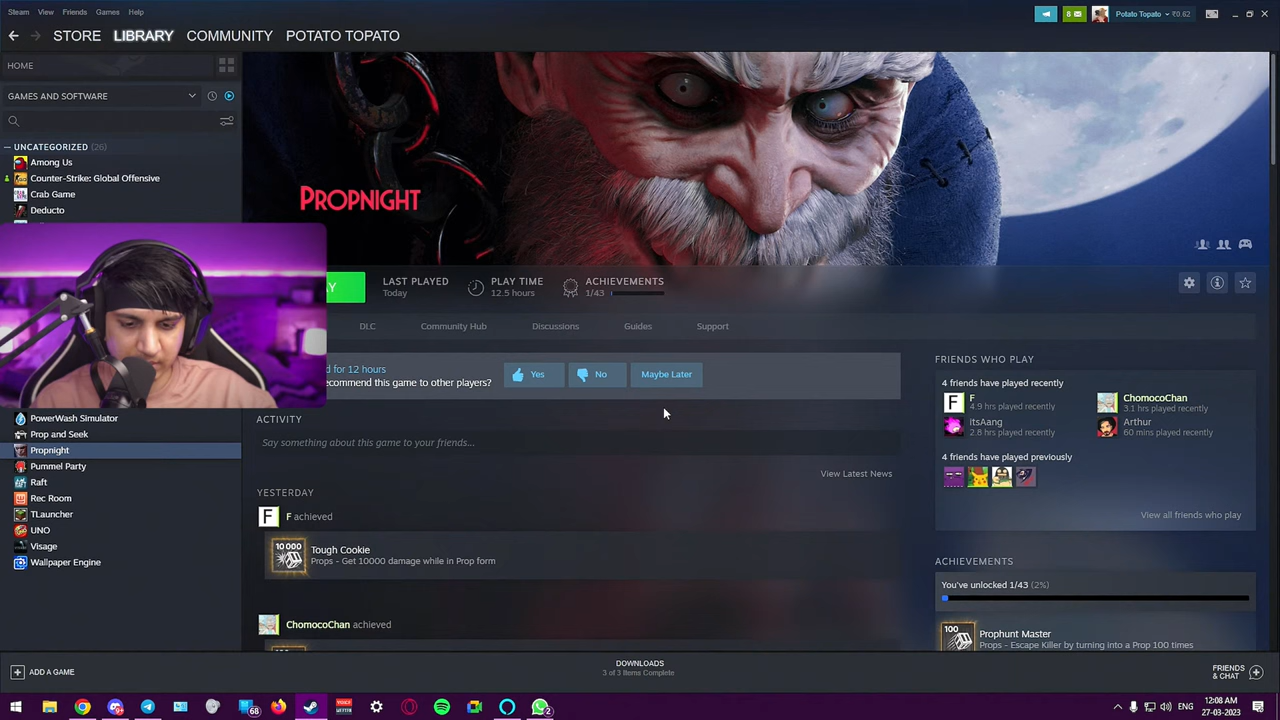 Steam View Friends Games Help
8
Potato Topato
₹0.62
STORE LIBRARY COMMUNITY POTATO TOPATO
HOME
GAMES AND SOFTWARE
UNCATEGORIZED (26)
Among Us
Counter-Strike: Global Offensive
Crab Game
Deducto
PowerWash Simulator
Prop and Seek
Propnight
Pummel Party
Raft
Rec Room
TLauncher
UNO
Visage
Wallpaper Engine
PROPNIGHT
AY
LAST PLAYED
Today
PLAY TIME
12.5 hours
ACHIEVEMENTS
1/43
DLC
Community Hub
Discussions
Guides
Support
d for 12 hours
ecommend this game to other players?
Yes
No
Maybe Later
ACTIVITY
Say something about this game to your friends...
View Latest News
YESTERDAY
F F achieved
10 000
Tough Cookie
Props - Get 10000 damage while in Prop form
ChomocoChan achieved
FRIENDS WHO PLAY
4 friends have played recently
F F
4.9 hrs played recently
ChomocoChan
3.1 hrs played recently
itsAang
2.8 hrs played recently
Arthur
60 mins played recently
4 friends have played previously
View all friends who play
ACHIEVEMENTS
You've unlocked 1/43 (2%)
100
Prophunt Master
Props - Escape Killer by turning into a Prop 100 times
ADD A GAME
DOWNLOADS
3 of 3 Items Complete
FRIENDS
& CHAT
68
2
ENG
12:08 AM
27-03-2023